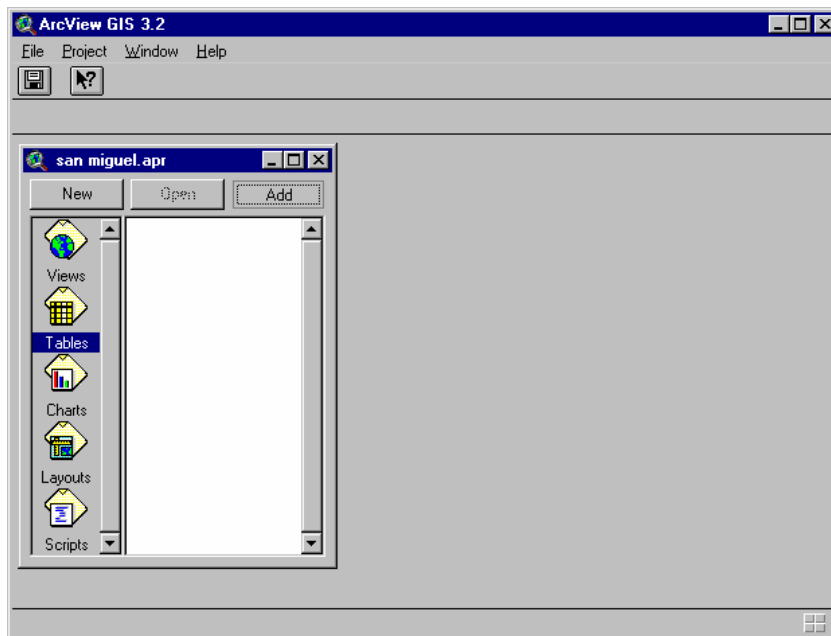 ArcView GIS 3.2
File Project Window Help
san miguel.apr
New Open Add
Views
Tables
Charts
Layouts
Scripts